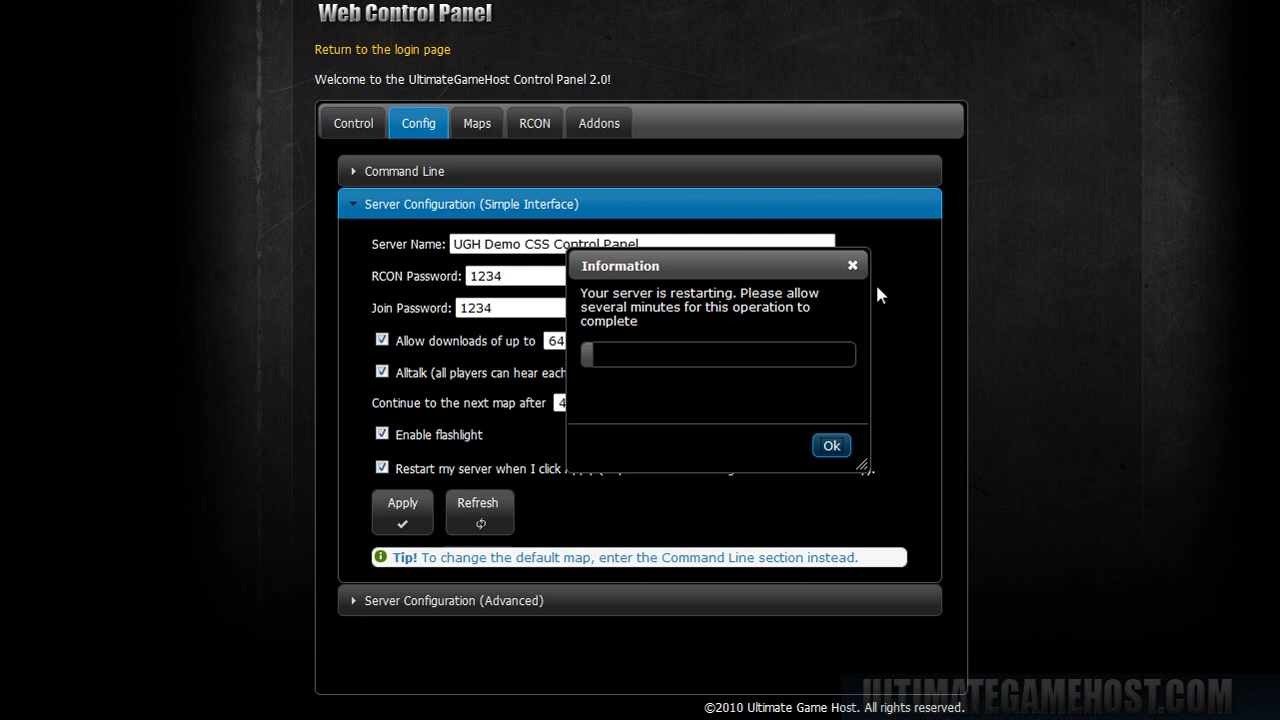 Web Control Panel
Return to the login page
Welcome to the UltimateGameHost Control Panel 2.0!
Control Config Maps RCON Addons
Command Line
Server Configuration (Simple Interface)
Server Name: UGH Demo CSS Control Panel
RCON Password: 1234
Join Password: 1234
Information
Your server is restarting. Please allow
several minutes for this operation to
complete
Ok
Allow downloads of up to 64
Alltalk (all players can hear each
Continue to the next map after 4
Enable flashlight
Restart my server when I click
Apply Refresh
Tip! To change the default map, enter the Command Line section instead.
Server Configuration (Advanced)
ULTIMATEGAMEHOST.COM
©2010 Ultimate Game Host. All rights reserved.